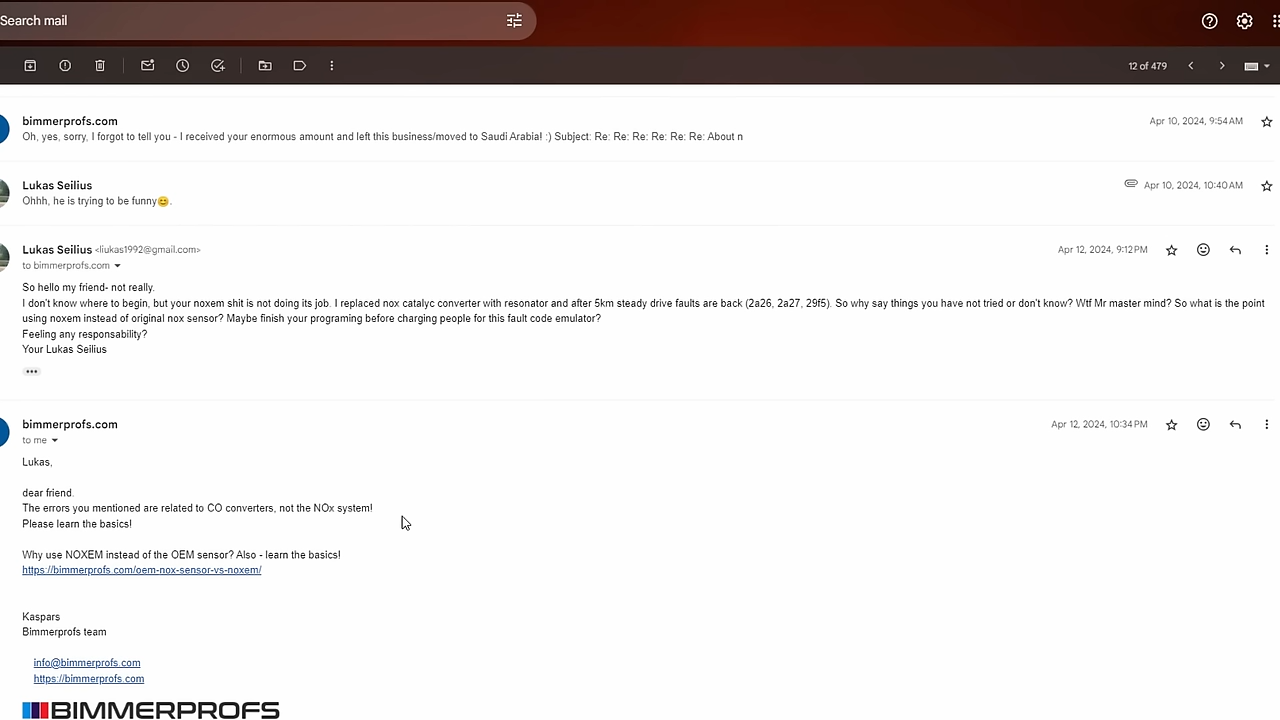 Search mail
12 of 479
bimmerprofs.com
Apr 10, 2024, 9:54 AM
Oh, yes, sorry, I forgot to tell you - I received your enormous amount and left this business/moved to Saudi Arabia! :) Subject: Re: Re: Re: Re: Re: Re: About n
Lukas Seilius
Apr 10, 2024, 10:40 AM
Ohhh, he is trying to be funny😊.
Lukas Seilius <liukas1992@gmail.com>
Apr 12, 2024, 9:12 PM
to bimmerprofs.com
So hello my friend- not really.
I don't know where to begin, but your noxem shit is not doing its job. I replaced nox catalyc converter with resonator and after 5km steady drive faults are back (2a26, 2a27, 29f5). So why say things you have not tried or don't know? Wtf Mr master mind? So what is the point
using noxem instead of original nox sensor? Maybe finish your programing before charging people for this fault code emulator?
Feeling any responsability?
Your Lukas Seilius
bimmerprofs.com
Apr 12, 2024, 10:34 PM
to me
Lukas,
dear friend.
The errors you mentioned are related to CO converters, not the NOx system!
Please learn the basics!
Why use NOXEM instead of the OEM sensor? Also - learn the basics!
https://bimmerprofs.com/oem-nox-sensor-vs-noxem/
Kaspars
Bimmerprofs team
info@bimmerprofs.com
https://bimmerprofs.com
BIMMERPROFS